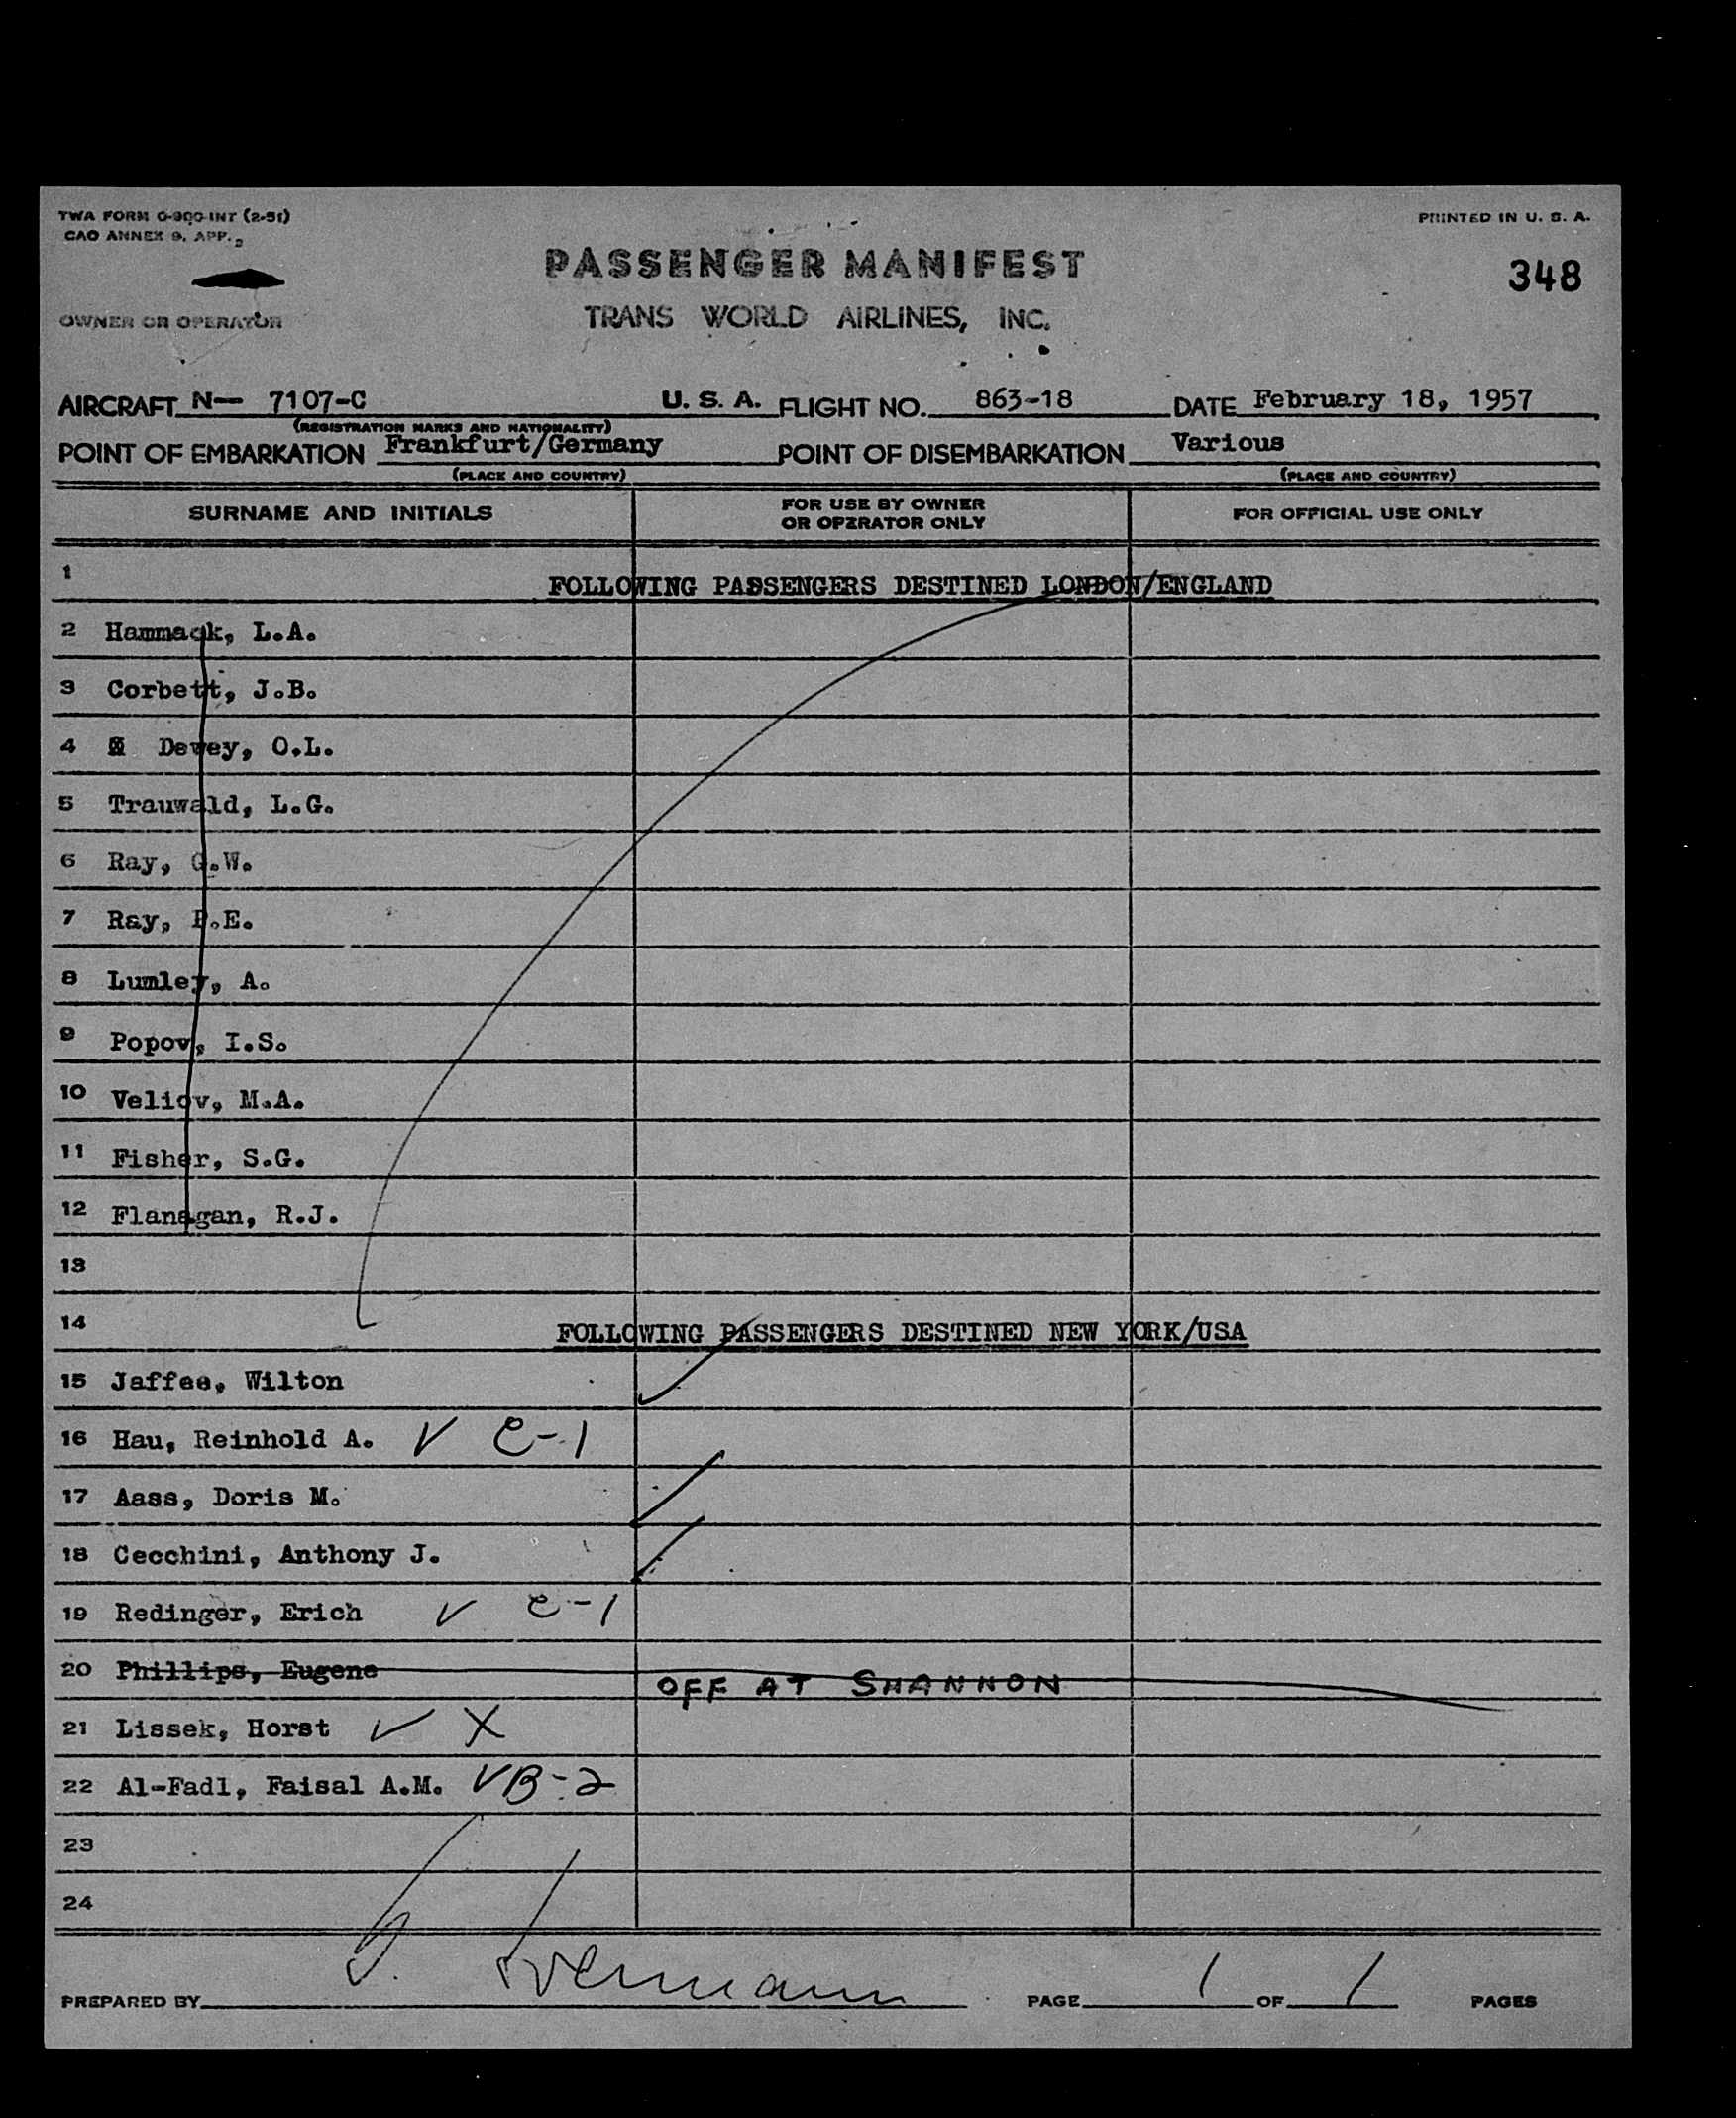 TWA FORM O-900-INT (2-51)
PRINTED IN U. S. A.
CAO ANNEX 9, APP. 2
PASSENGER MANIFEST
348
OWNER OR OPERATOR
TRANS WORLD AIRLINES, INC.
AIRCRAFT N— 7107-C U. S. A. FLIGHT NO. 863-18 DATE February 18, 1957
(REGISTRATION MARKS AND NATIONALITY)
POINT OF EMBARKATION Frankfurt/Germany POINT OF DISEMBARKATION Various
(PLACE AND COUNTRY) (PLACE AND COUNTRY)
SURNAME AND INITIALS FOR USE BY OWNER OR OPERATOR ONLY FOR OFFICIAL USE ONLY
1 FOLLOWING PASSENGERS DESTINED LONDON/ENGLAND
2 Hammack, L.A.
3 Corbett, J.B.
4 Dewey, O.L.
5 Trauwald, L.G.
6 Ray, G.W.
7 Ray, P.E.
8 Lumley, A.
9 Popov, I.S.
10 Veliov, M.A.
11 Fisher, S.G.
12 Flanagan, R.J.
13
14 FOLLOWING PASSENGERS DESTINED NEW YORK/USA
15 Jaffee, Wilton
16 Hau, Reinhold A. ✓ C-1
17 Aass, Doris M.
18 Cecchini, Anthony J.
19 Redinger, Erich ✓ C-1
20 Phillips, Eugene OFF AT SHANNON
21 Lissek, Horst ✓ X
22 Al-Fadl, Faisal A.M. ✓ B-2
23
24
PREPARED BY PAGE 1 OF 1 PAGES